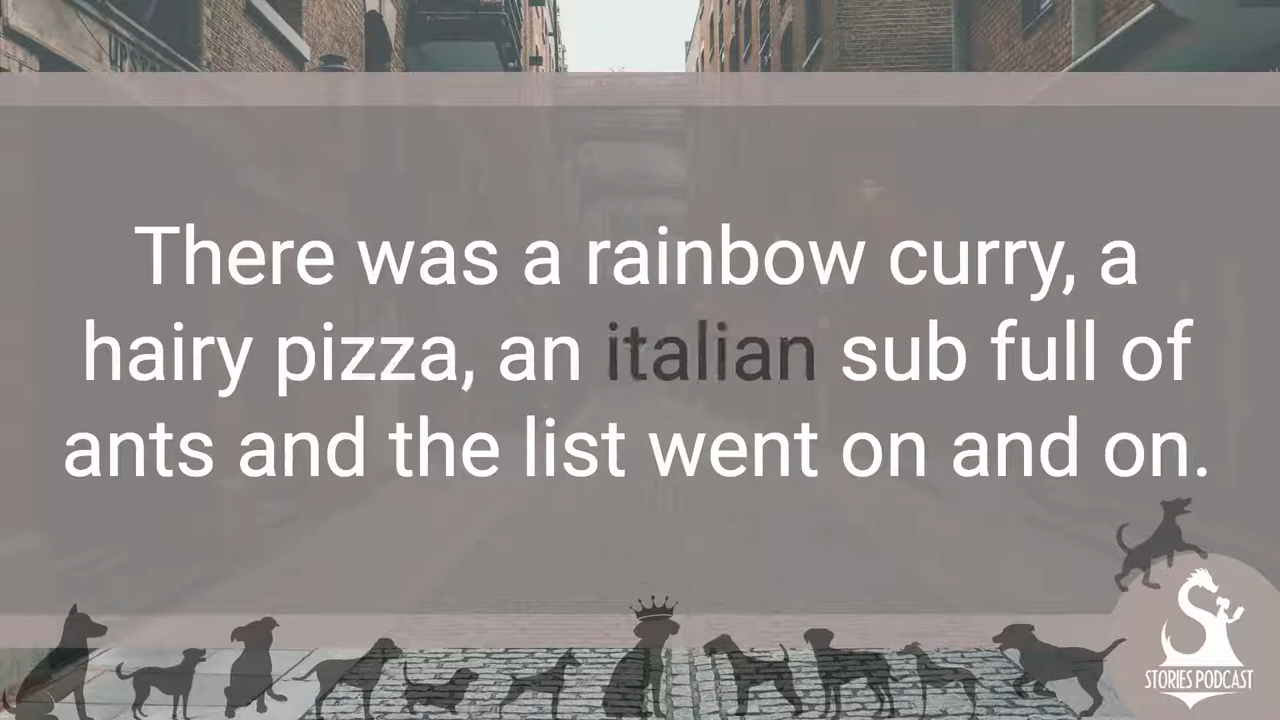 There was a rainbow curry, a
hairy pizza, an italian sub full of
ants and the list went on and on.
STORIES PODCAST